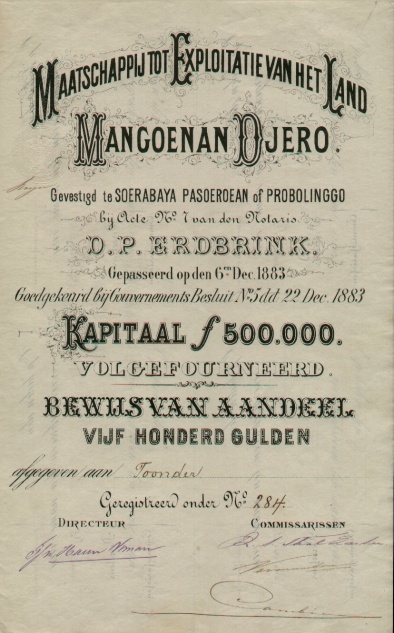 MAATSCHAPPIJ TOT EXPLOITATIE VAN HET LAND
MANGOENAN DJERO.
Gevestigd te SOERABAYA PASOEROEAN of PROBOLINGGO
bij Acte No. 7 van den Notaris
D. P. ERDBRINK.
Gepasseerd op den 6en Dec. 1883
Goedgekeurd bij Gouvernements Besluit No. 5 dd 22 Dec. 1883
KAPITAAL f 500.000.
VOLGEFOURNEERD.
BEWIJS VAN AANDEEL
VIJF HONDERD GULDEN
afgegeven aan Toonder
Geregistreerd onder No. 284.
DIRECTEUR COMMISSARISSEN